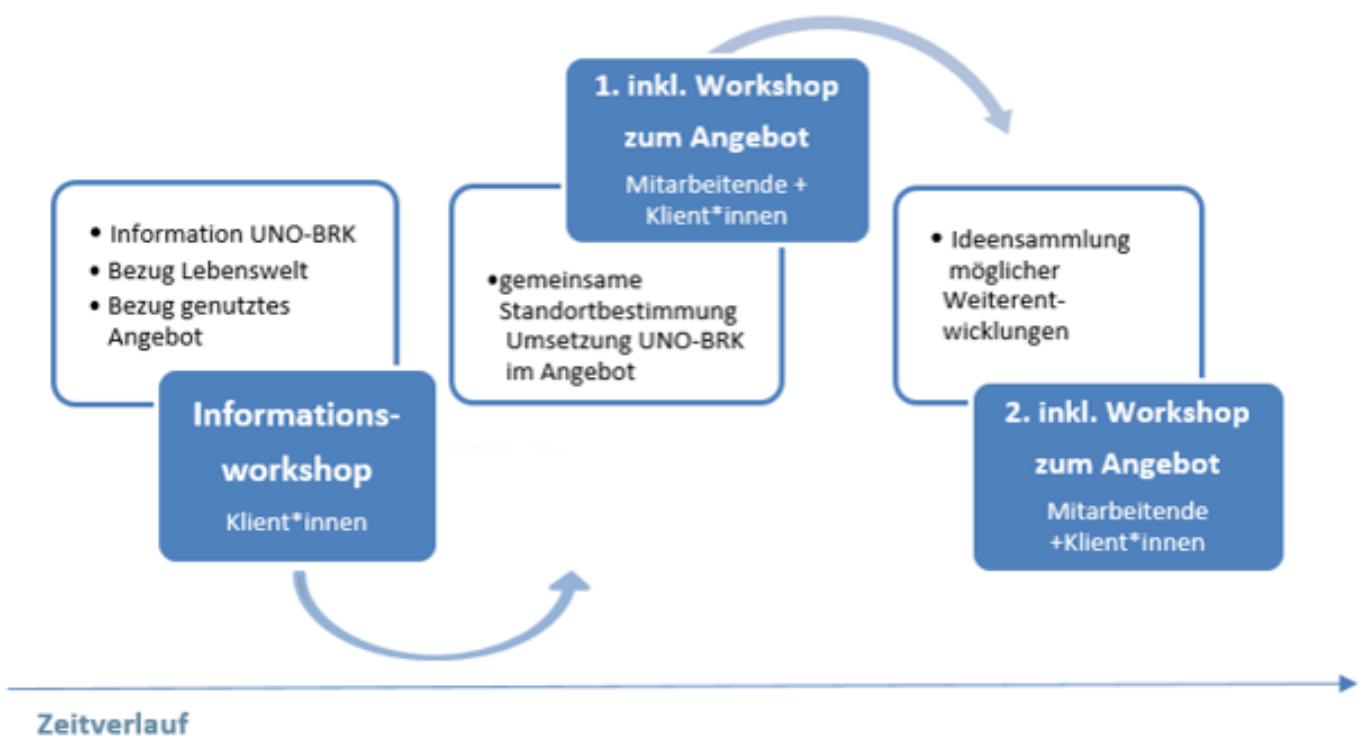 • Information UNO-BRK
• Bezug Lebenswelt
• Bezug genutztes
Angebot
Informations-
workshop
Klient*innen
1. inkl. Workshop
zum Angebot
Mitarbeitende +
Klient*innen
•gemeinsame
Standortbestimmung
Umsetzung UNO-BRK
im Angebot
• Ideensammlung
möglicher
Weiterent-
wicklungen
2. inkl. Workshop
zum Angebot
Mitarbeitende
+Klient*innen
Zeitverlauf